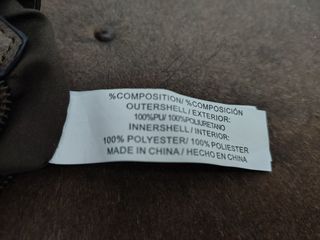 %COMPOSITION/ %COMPOSICIÓN
OUTERSHELL / EXTERIOR:
100%PU/ 100%POLIURETANO
INNERSHELL / INTERIOR:
100% POLYESTER/ 100% POLIESTER
MADE IN CHINA / HECHO EN CHINA